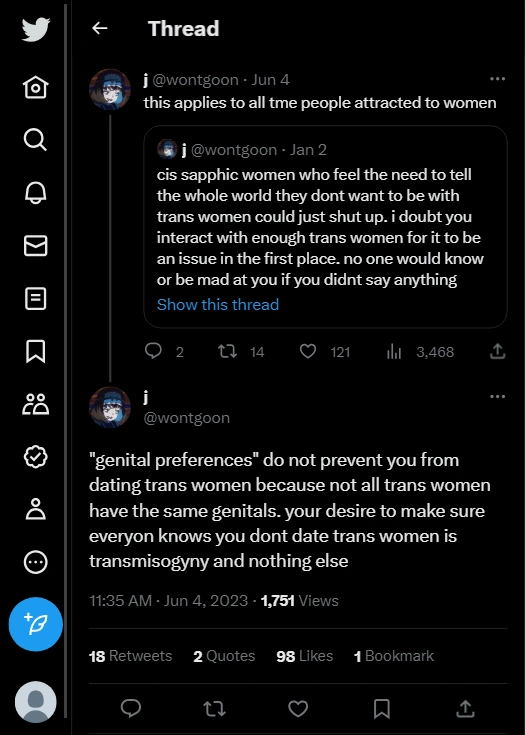 Thread
j @wontgoon · Jun 4
this applies to all tme people attracted to women
j @wontgoon · Jan 2
cis sapphic women who feel the need to tell
the whole world they dont want to be with
trans women could just shut up. i doubt you
interact with enough trans women for it to be
an issue in the first place. no one would know
or be mad at you if you didnt say anything
Show this thread
2 14 121 3,468
j
@wontgoon
"genital preferences" do not prevent you from
dating trans women because not all trans women
have the same genitals. your desire to make sure
everyon knows you dont date trans women is
transmisogyny and nothing else
11:35 AM · Jun 4, 2023 · 1,751 Views
18 Retweets 2 Quotes 98 Likes 1 Bookmark